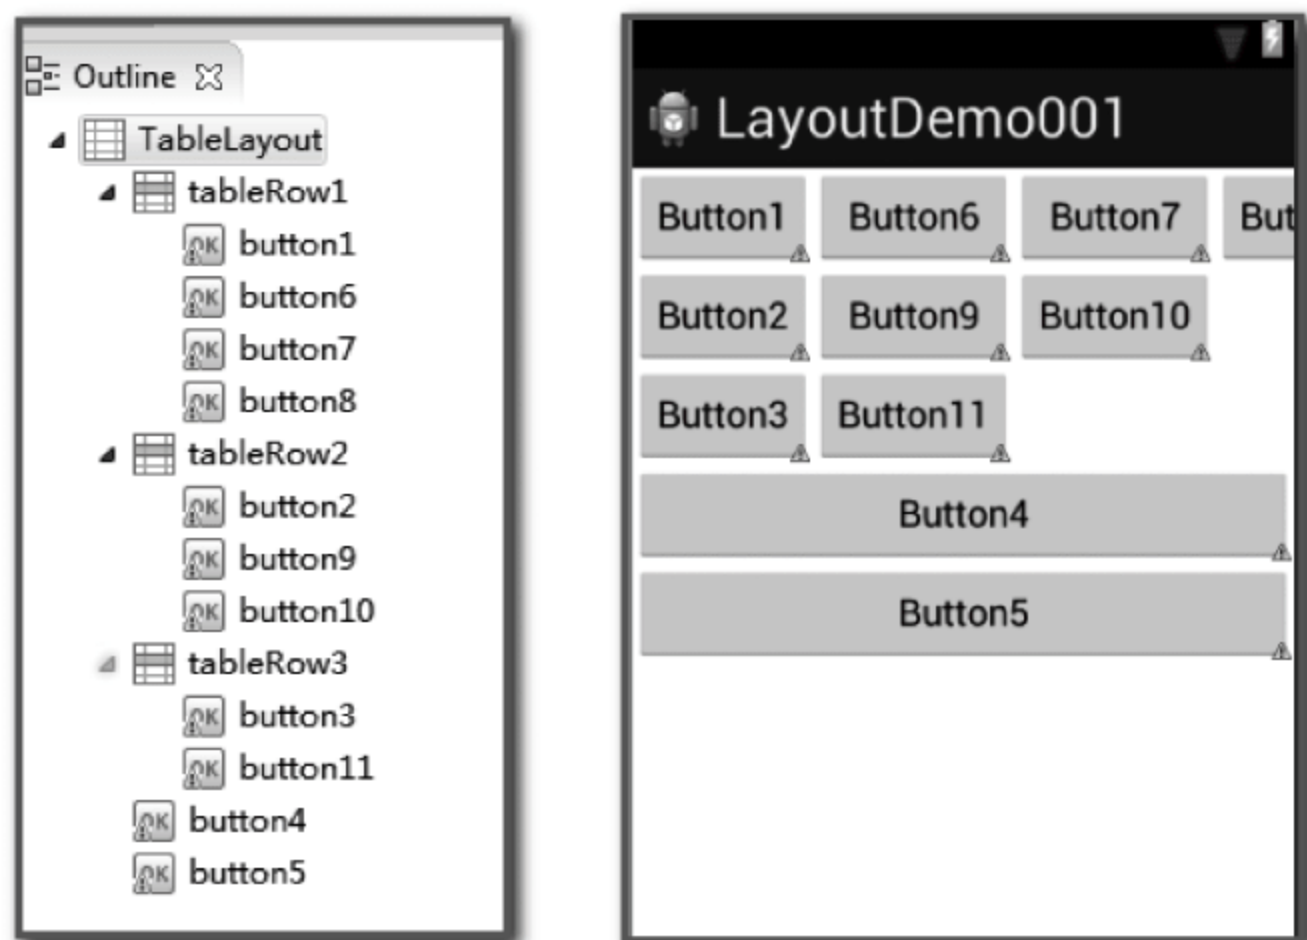 Outline
TableLayout
tableRow1
button1
button6
button7
button8
tableRow2
button2
button9
button10
tableRow3
button3
button11
button4
button5
LayoutDemo001
Button1 Button6 Button7 But
Button2 Button9 Button10
Button3 Button11
Button4
Button5